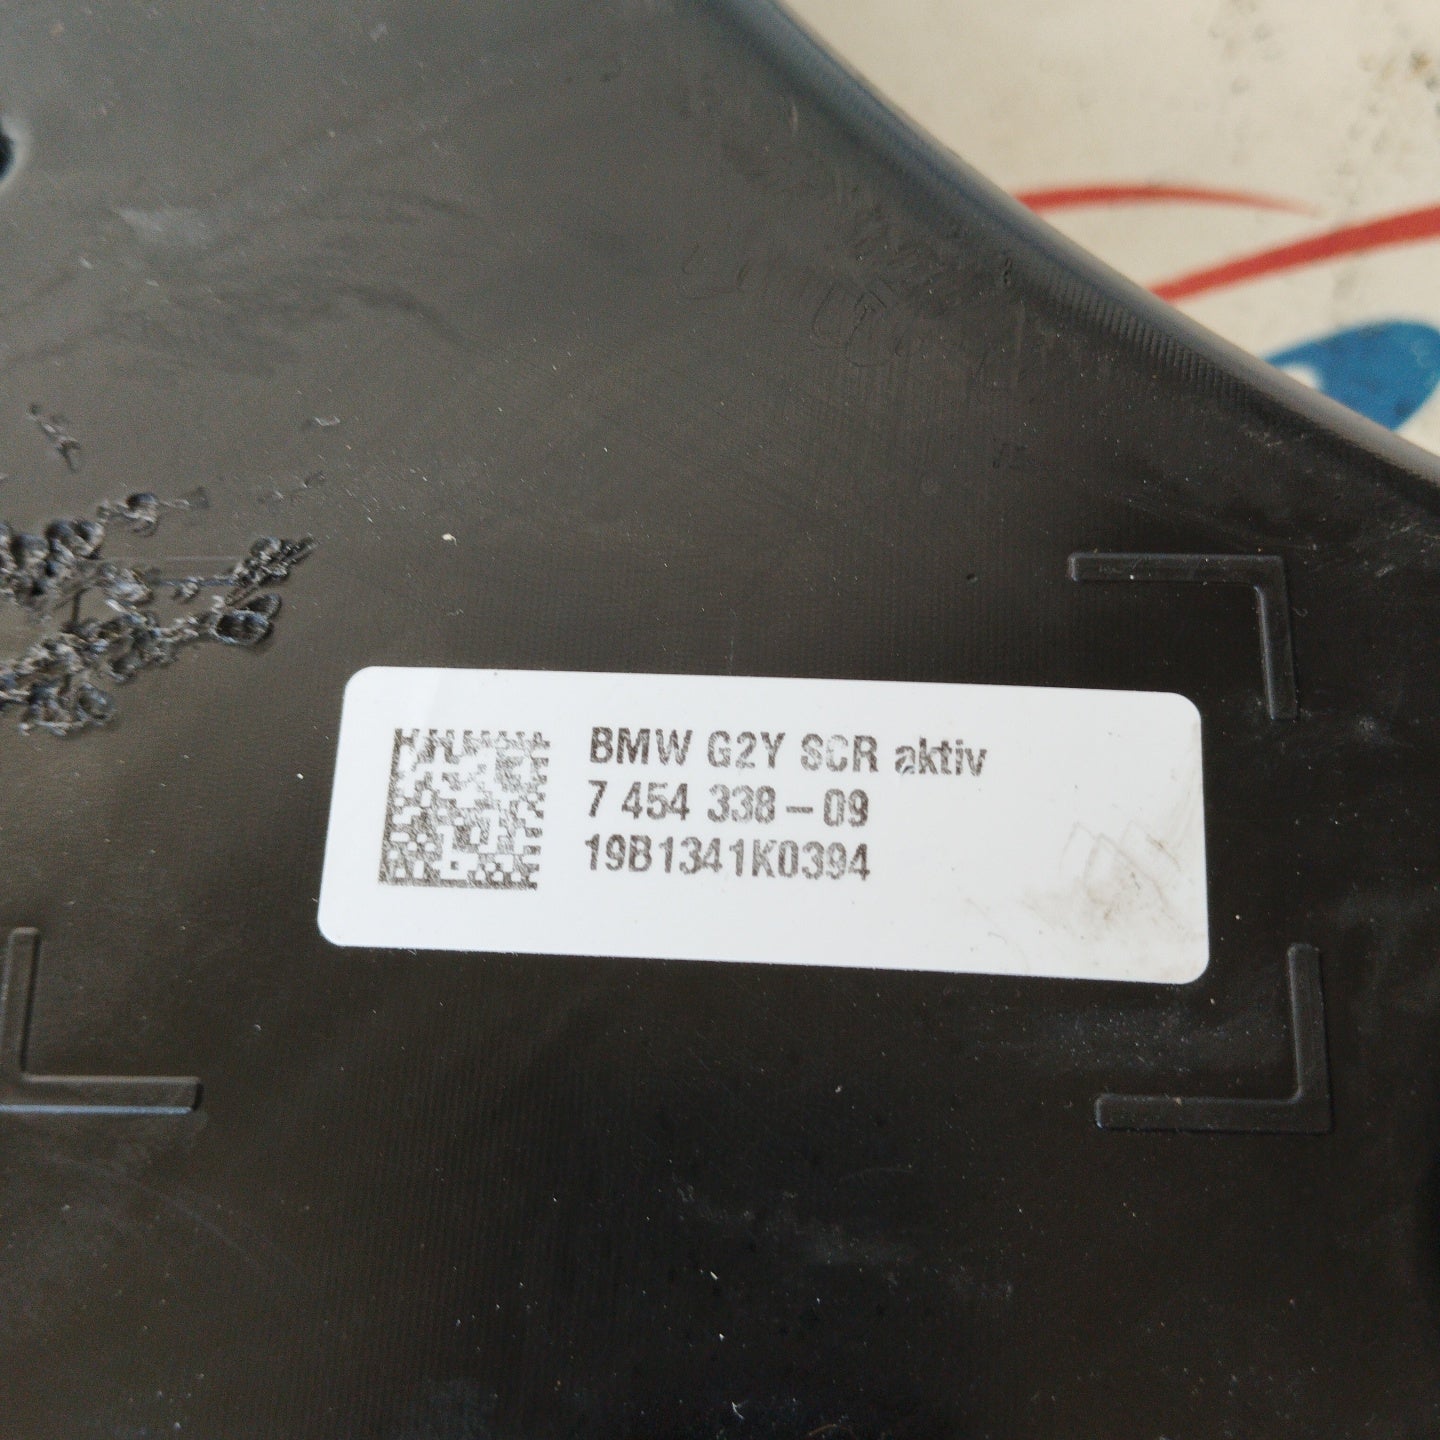 BMW G2Y SCR aktiv
7 454 338-09
19B1341K0394